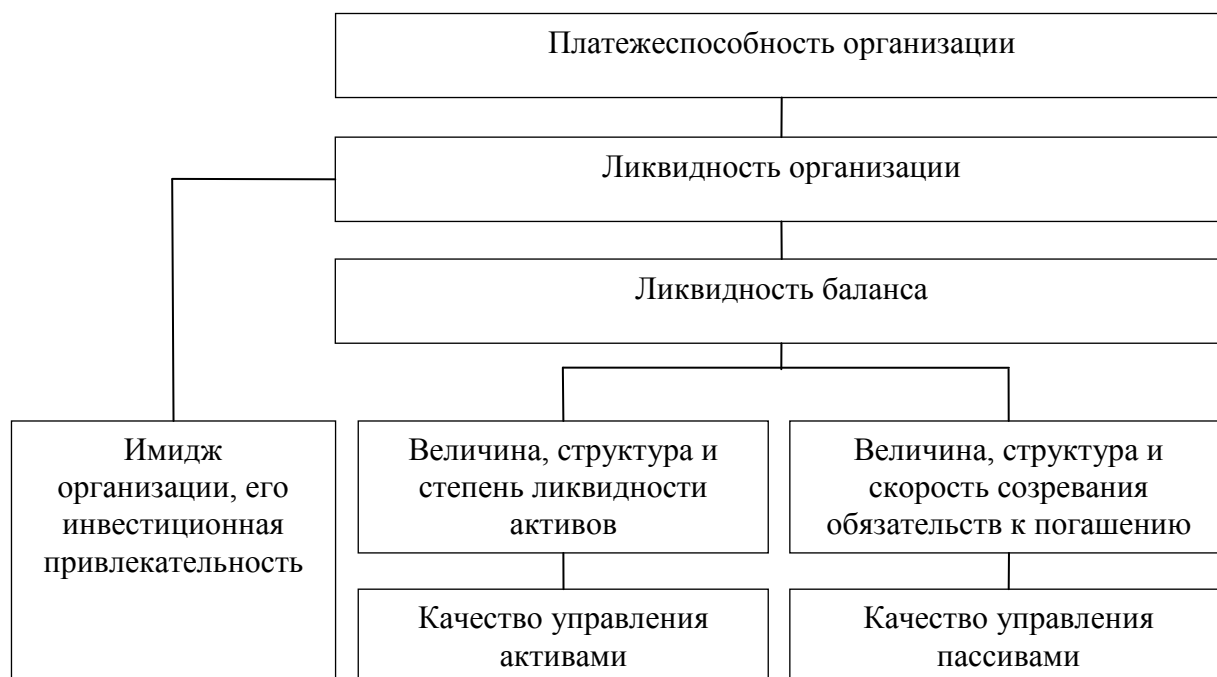 Платежеспособность организации
Ликвидность организации
Ликвидность баланса
Имидж
организации, его
инвестиционная
привлекательность
Величина, структура и
степень ликвидности
активов
Величина, структура и
скорость созревания
обязательств к погашению
Качество управления
активами
Качество управления
пассивами